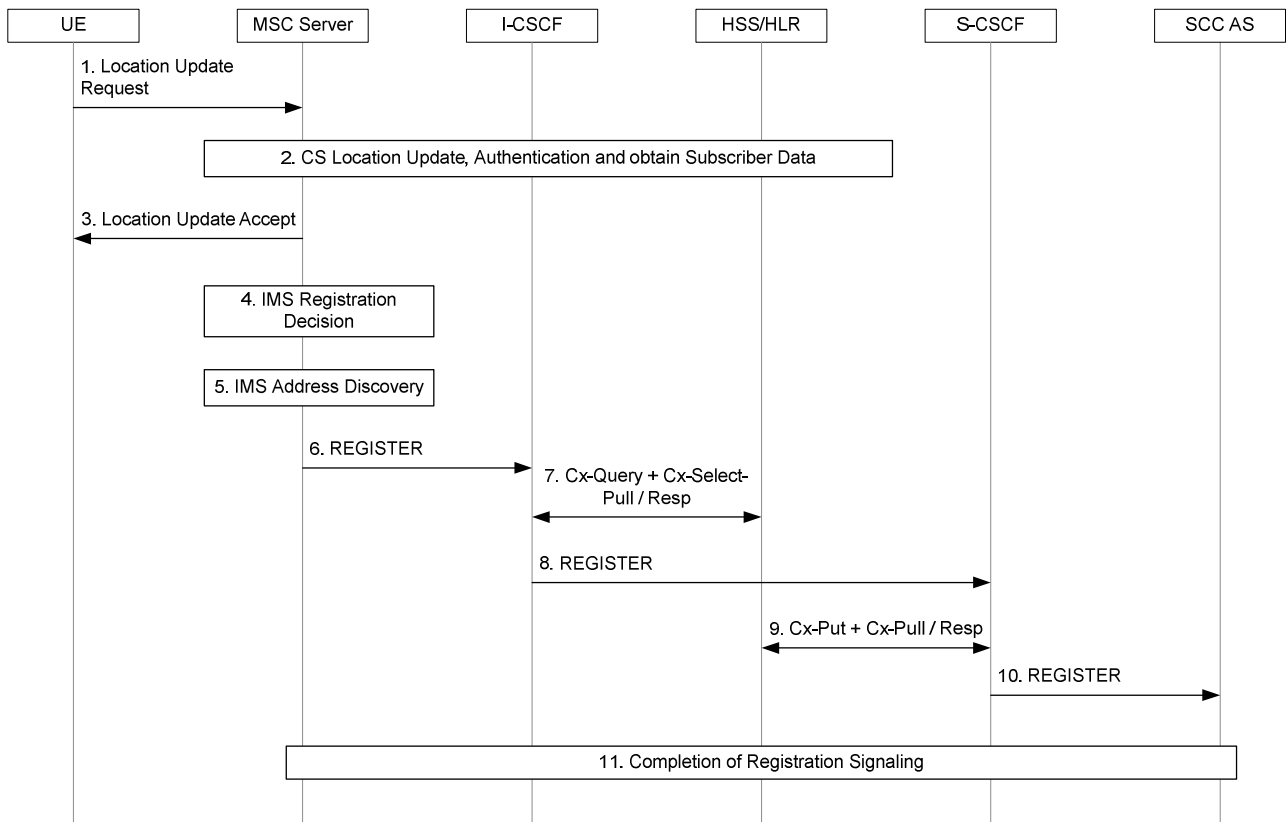 UE
MSC Server
I-CSCF
HSS/HLR
S-CSCF
SCC AS
1. Location Update
Request
2. CS Location Update, Authentication and obtain Subscriber Data
3. Location Update Accept
4. IMS Registration
Decision
5. IMS Address Discovery
6. REGISTER
7. Cx-Query + Cx-Select-
Pull / Resp
8. REGISTER
9. Cx-Put + Cx-Pull / Resp
10. REGISTER
11. Completion of Registration Signaling